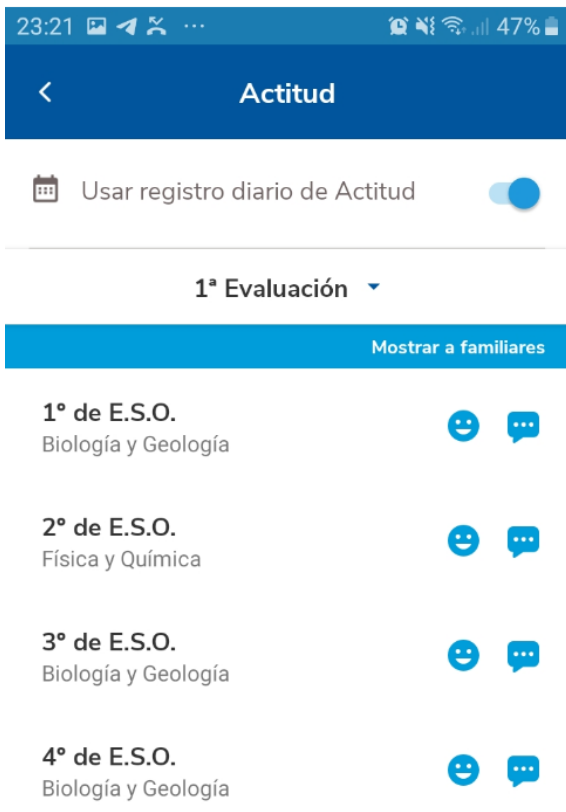 23:21 47%
Actitud
Usar registro diario de Actitud
1ª Evaluación
Mostrar a familiares
1º de E.S.O.
Biología y Geología
2º de E.S.O.
Física y Química
3º de E.S.O.
Biología y Geología
4º de E.S.O.
Biología y Geología